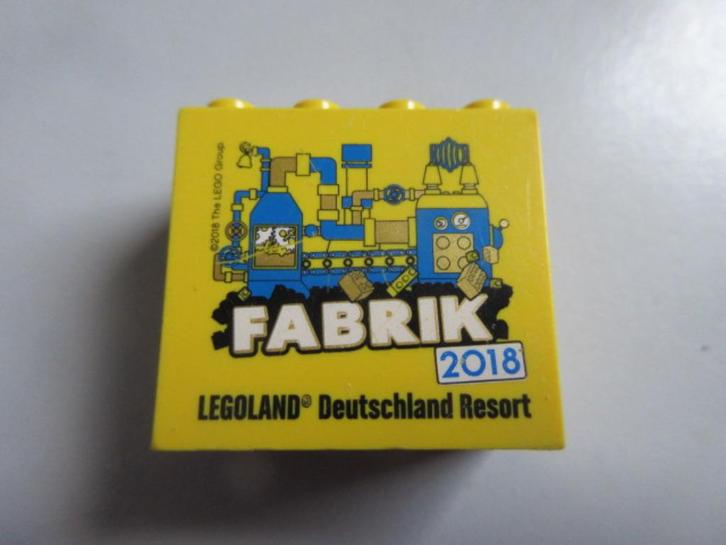 ©2018 The LEGO Group.
FABRIK
2018
LEGOLAND® Deutschland Resort